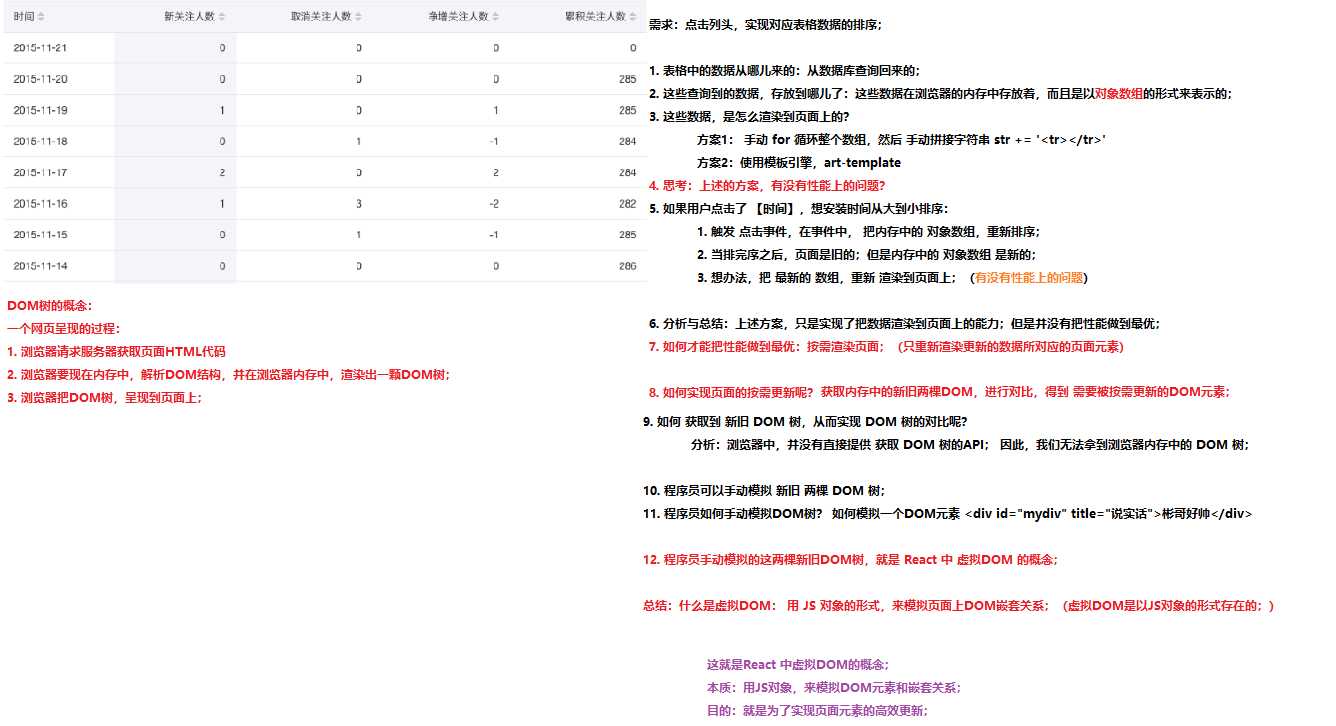 时间 新关注人数 取消关注人数 净增关注人数 累积关注人数
2015-11-21 0 0 0 0
2015-11-20 0 0 0 285
2015-11-19 1 0 1 285
2015-11-18 0 1 -1 284
2015-11-17 2 0 2 284
2015-11-16 1 3 -2 282
2015-11-15 0 1 -1 285
2015-11-14 0 0 0 286
DOM树的概念：
一个网页呈现的过程：
1. 浏览器请求服务器获取页面HTML代码
2. 浏览器要现在内存中，解析DOM结构，并在浏览器内存中，渲染出一颗DOM树；
3. 浏览器把DOM树，呈现到页面上；
需求：点击列头，实现对应表格数据的排序；
1. 表格中的数据从哪儿来的：从数据库查询回来的；
2. 这些查询到的数据，存放到哪儿了：这些数据在浏览器的内存中存放着，而且是以对象数组的形式来表示的；
3. 这些数据，是怎么渲染到页面上的？
方案1： 手动 for 循环整个数组，然后 手动拼接字符串 str += '<tr></tr>'
方案2：使用模板引擎，art-template
4. 思考：上述的方案，有没有性能上的问题？
5. 如果用户点击了 【时间】，想安装时间从大到小排序：
1. 触发 点击事件，在事件中， 把内存中的 对象数组，重新排序；
2. 当排完序之后，页面是旧的；但是内存中的 对象数组 是新的；
3. 想办法，把 最新的 数组，重新 渲染到页面上；（有没有性能上的问题）
6. 分析与总结：上述方案，只是实现了把数据渲染到页面上的能力；但是并没有把性能做到最优；
7. 如何才能把性能做到最优：按需渲染页面；（只重新渲染更新的数据所对应的页面元素）
8. 如何实现页面的按需更新呢？获取内存中的新旧两棵DOM，进行对比，得到 需要被按需更新的DOM元素；
9. 如何 获取到 新旧 DOM 树，从而实现 DOM 树的对比呢？
分析：浏览器中，并没有直接提供 获取 DOM 树的API； 因此，我们无法拿到浏览器内存中的 DOM 树；
10. 程序员可以手动模拟 新旧 两棵 DOM 树；
11. 程序员如何手动模拟DOM树？ 如何模拟一个DOM元素 <div id="mydiv" title="说实话">彬哥好帅</div>
12. 程序员手动模拟的这两棵新旧DOM树，就是 React 中 虚拟DOM 的概念；
总结：什么是虚拟DOM： 用 JS 对象的形式，来模拟页面上DOM嵌套关系；（虚拟DOM是以JS对象的形式存在的；）
这就是React 中虚拟DOM的概念；
本质：用JS对象，来模拟DOM元素和嵌套关系；
目的：就是为了实现页面元素的高效更新；